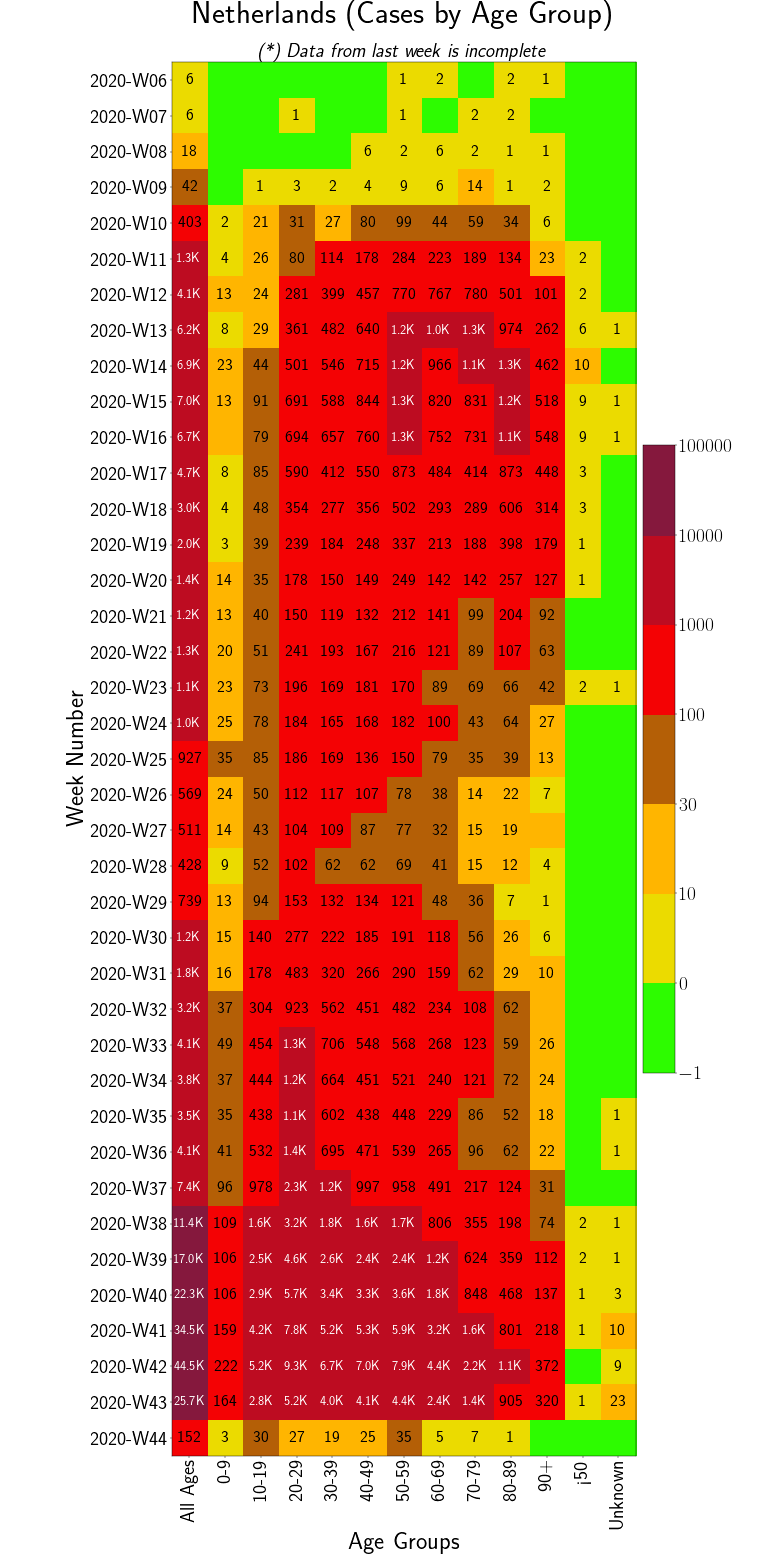 Netherlands (Cases by Age Group)
(*) Data from last week is incomplete
2020-W06 6 1 2 2 1
2020-W07 6 1 1 2 2
2020-W08 18 6 2 6 2 1 1
2020-W09 42 1 3 2 4 9 6 14 1 2
2020-W10 403 2 21 31 27 80 99 44 59 34 6
2020-W11 1.3K 4 26 80 114 178 284 223 189 134 23 2
2020-W12 4.1K 13 24 281 399 457 770 767 780 501 101 2
2020-W13 6.2K 8 29 361 482 640 1.2K 1.0K 1.3K 974 262 6 1
2020-W14 6.9K 23 44 501 546 715 1.2K 966 1.1K 1.3K 462 10
2020-W15 7.0K 13 91 691 588 844 1.3K 820 831 1.2K 518 9 1
2020-W16 6.7K 79 694 657 760 1.3K 752 731 1.1K 548 9 1
2020-W17 4.7K 8 85 590 412 550 873 484 414 873 448 3
2020-W18 3.0K 4 48 354 277 356 502 293 289 606 314 3
2020-W19 2.0K 3 39 239 184 248 337 213 188 398 179 1
2020-W20 1.4K 14 35 178 150 149 249 142 142 257 127 1
2020-W21 1.2K 13 40 150 119 132 212 141 99 204 92
2020-W22 1.3K 20 51 241 193 167 216 121 89 107 63
2020-W23 1.1K 23 73 196 169 181 170 89 69 66 42 2 1
2020-W24 1.0K 25 78 184 165 168 182 100 43 64 27
2020-W25 927 35 85 186 169 136 150 79 35 39 13
2020-W26 569 24 50 112 117 107 78 38 14 22 7
2020-W27 511 14 43 104 109 87 77 32 15 19
2020-W28 428 9 52 102 62 62 69 41 15 12 4
2020-W29 739 13 94 153 132 134 121 48 36 7 1
2020-W30 1.2K 15 140 277 222 185 191 118 56 26 6
2020-W31 1.8K 16 178 483 320 266 290 159 62 29 10
2020-W32 3.2K 37 304 923 562 451 482 234 108 62
2020-W33 4.1K 49 454 1.3K 706 548 568 268 123 59 26
2020-W34 3.8K 37 444 1.2K 664 451 521 240 121 72 24
2020-W35 3.5K 35 438 1.1K 602 438 448 229 86 52 18 1
2020-W36 4.1K 41 532 1.4K 695 471 539 265 96 62 22 1
2020-W37 7.4K 96 978 2.3K 1.2K 997 958 491 217 124 31
2020-W38 11.4K 109 1.6K 3.2K 1.8K 1.6K 1.7K 806 355 198 74 2 1
2020-W39 17.0K 106 2.5K 4.6K 2.6K 2.4K 2.4K 1.2K 624 359 112 2 1
2020-W40 22.3K 106 2.9K 5.7K 3.4K 3.3K 3.6K 1.8K 848 468 137 1 3
2020-W41 34.5K 159 4.2K 7.8K 5.2K 5.3K 5.9K 3.2K 1.6K 801 218 1 10
2020-W42 44.5K 222 5.2K 9.3K 6.7K 7.0K 7.9K 4.4K 2.2K 1.1K 372 9
2020-W43 25.7K 164 2.8K 5.2K 4.0K 4.1K 4.4K 2.4K 1.4K 905 320 1 23
2020-W44 152 3 30 27 19 25 35 5 7 1
All Ages 0-9 10-19 20-29 30-39 40-49 50-59 60-69 70-79 80-89 90+ ¡50 Unknown
Age Groups
Week Number
100000
10000
1000
100
30
10
0
−1